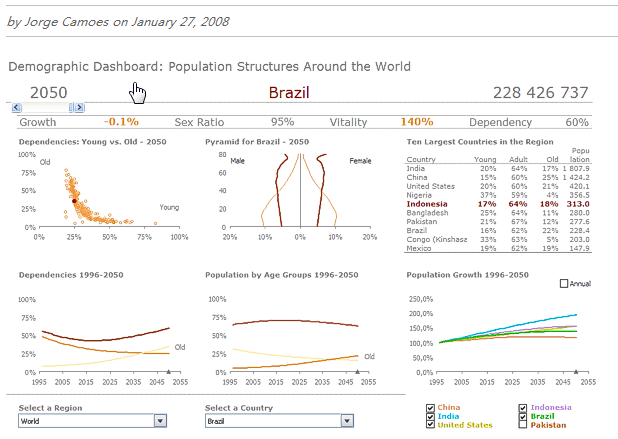 by Jorge Camoes on January 27, 2008
Demographic Dashboard: Population Structures Around the World
2050 Brazil 228 426 737
Growth -0.1% Sex Ratio 95% Vitality 140% Dependency 60%
Dependencies: Young vs. Old - 2050
100%
75%
50%
25%
0%
Old
Young
0% 25% 50% 75% 100%
Pyramid for Brazil - 2050
80
60
40
20
0
Male Female
20% 10% 0% 10% 20%
Ten Largest Countries in the Region
Popu
Country Young Adult Old lation
India 20% 64% 17% 1 807.9
China 15% 60% 25% 1 424.2
United States 20% 60% 21% 420.1
Nigeria 37% 59% 4% 356.5
Indonesia 17% 64% 18% 313.0
Bangladesh 25% 64% 11% 280.0
Pakistan 21% 67% 12% 277.6
Brazil 16% 62% 22% 228.4
Congo (Kinshasa 33% 63% 5% 203.0
Mexico 19% 62% 19% 147.9
Dependencies 1996-2050
100%
75%
50%
25%
0%
Old
1995 2005 2015 2025 2035 2045 2055
Population by Age Groups 1996-2050
100%
75%
50%
25%
0%
Old
1995 2005 2015 2025 2035 2045 2055
Population Growth 1996-2050
Annual
250,0%
200,0%
150,0%
100,0%
50,0%
0,0%
1995 2005 2015 2025 2035 2045 2055
Select a Region
World
Select a Country
Brazil
China Indonesia
India Brazil
United States Pakistan